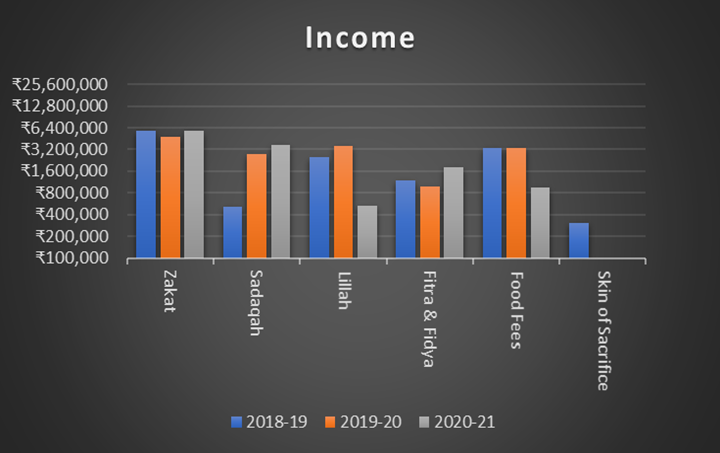 Income
₹25,600,000
₹12,800,000
₹6,400,000
₹3,200,000
₹1,600,000
₹800,000
₹400,000
₹200,000
₹100,000
Zakat
Sadaqah
Lillah
Fitra & Fidya
Food Fees
Skin of Sacrifice
2018-19 2019-20 2020-21